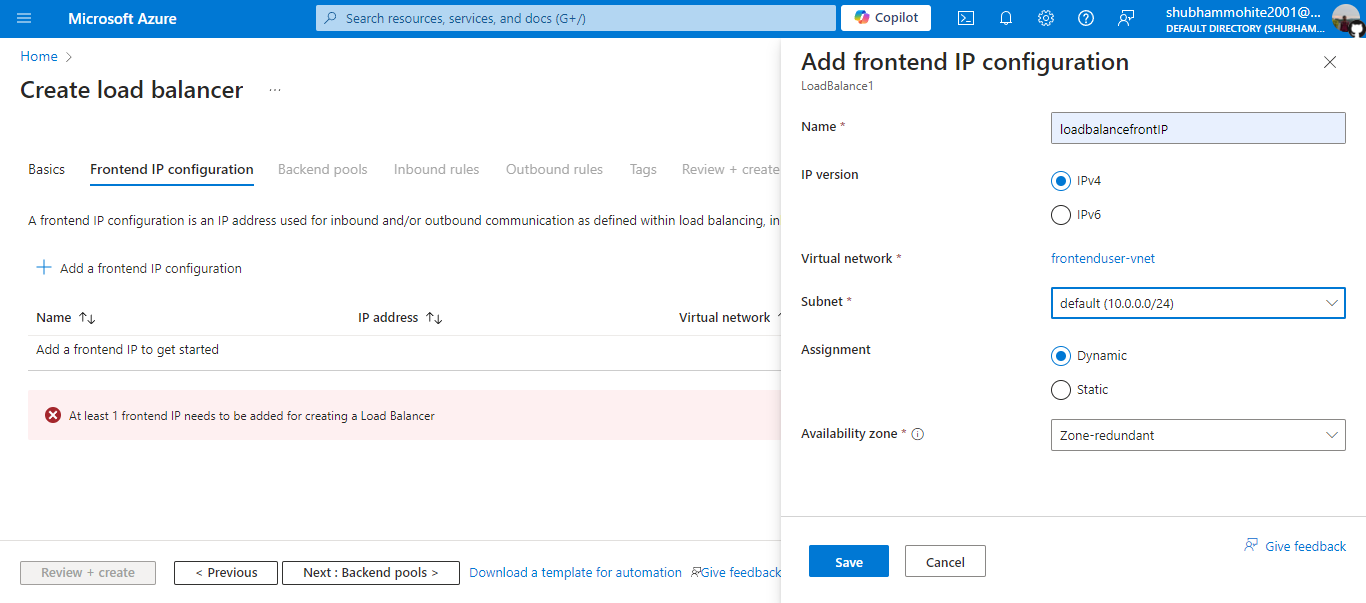 Microsoft Azure
Search resources, services, and docs (G+/)
Copilot
shubhammohite2001@...
DEFAULT DIRECTORY (SHUBHAM...
Home
Create load balancer
...
Basics
Frontend IP configuration
Backend pools
Inbound rules
Outbound rules
Tags
Review + create
A frontend IP configuration is an IP address used for inbound and/or outbound communication as defined within load balancing, in
Add a frontend IP configuration
Name
IP address
Virtual network
Add a frontend IP to get started
At least 1 frontend IP needs to be added for creating a Load Balancer
Review + create
< Previous
Next : Backend pools >
Download a template for automation
Give feedback
Add frontend IP configuration
LoadBalance1
Name *
loadbalancefrontIP
IP version
IPv4
IPv6
Virtual network *
frontenduser-vnet
Subnet *
default (10.0.0.0/24)
Assignment
Dynamic
Static
Availability zone *
Zone-redundant
Give feedback
Save
Cancel